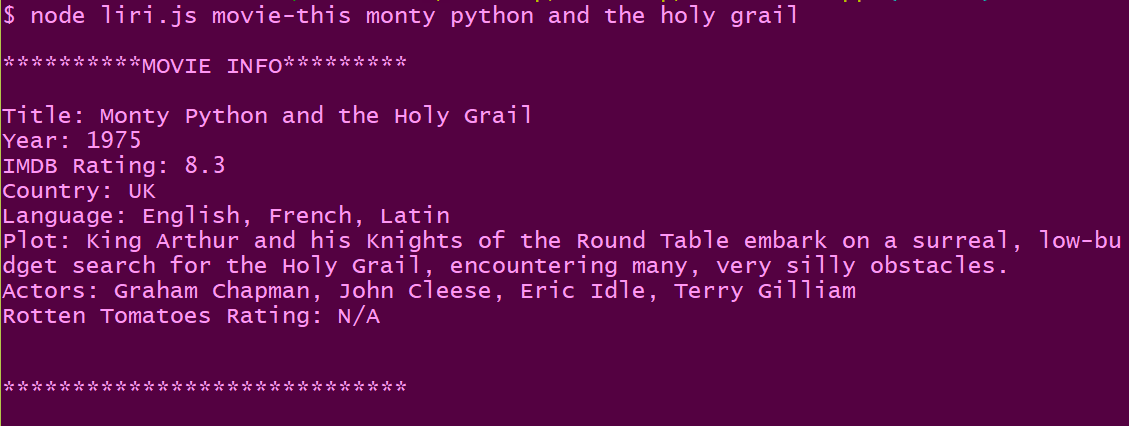 $ node liri.js movie-this monty python and the holy grail
**********MOVIE INFO*********
Title: Monty Python and the Holy Grail
Year: 1975
IMDB Rating: 8.3
Country: UK
Language: English, French, Latin
Plot: King Arthur and his Knights of the Round Table embark on a surreal, low-bu
dget search for the Holy Grail, encountering many, very silly obstacles.
Actors: Graham Chapman, John Cleese, Eric Idle, Terry Gilliam
Rotten Tomatoes Rating: N/A
*****************************